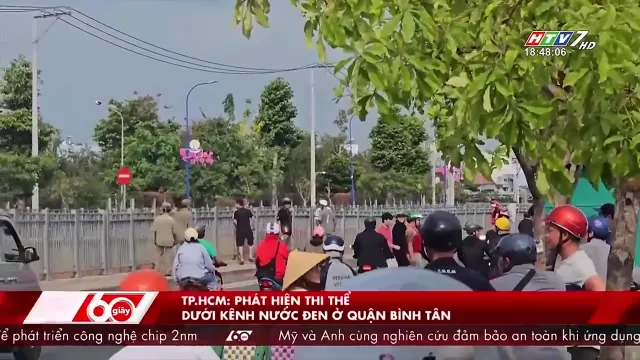 HTV7 HD
18:48:06
60 giây
TP.HCM: PHÁT HIỆN THI THỂ
DƯỚI KÊNH NƯỚC ĐEN Ở QUẬN BÌNH TÂN
để phát triển công nghệ chip 2nm
Mỹ và Anh cùng nghiên cứu đảm bảo an toàn khi ứng dụng